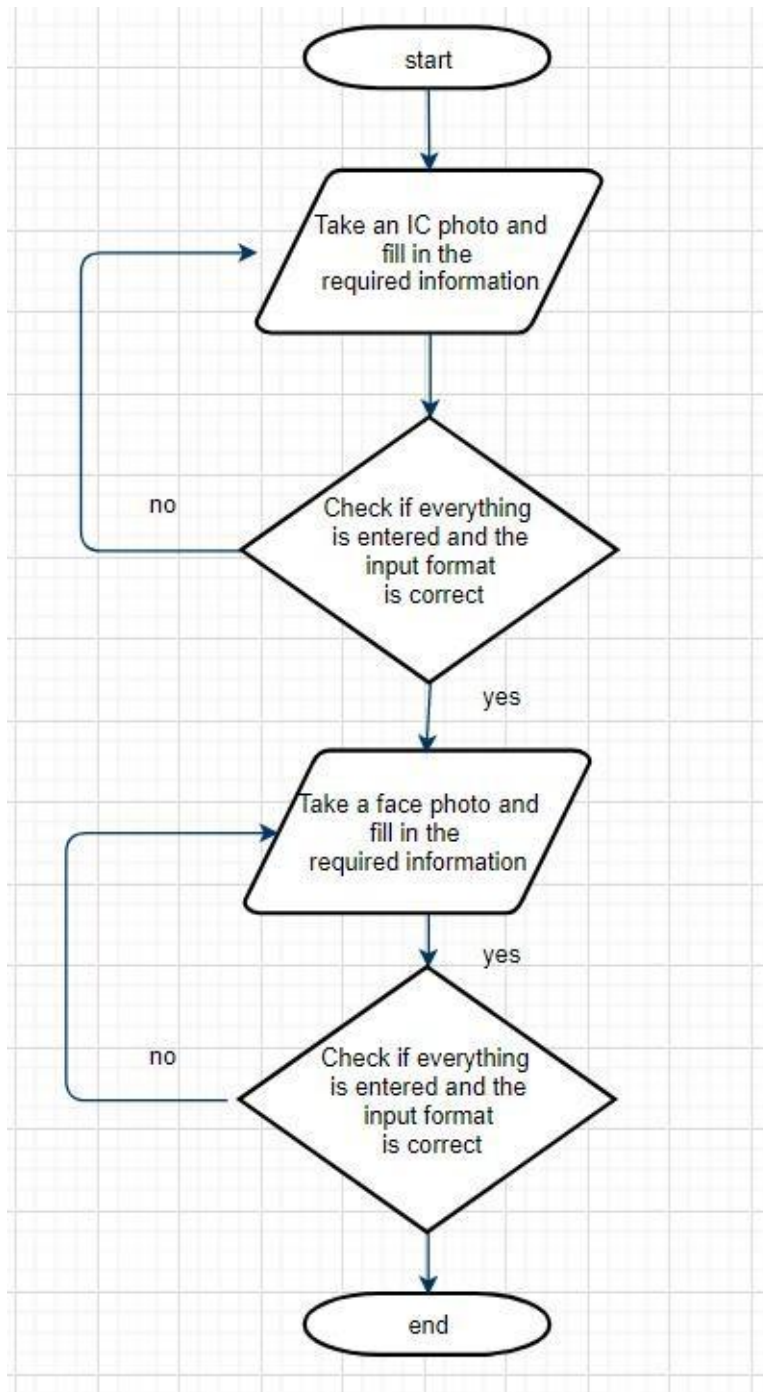 start
Take an IC photo and
fill in the
required information
no
Check if everything
is entered and the
input format
is correct
yes
Take a face photo and
fill in the
required information
yes
no
Check if everything
is entered and the
input format
is correct
end